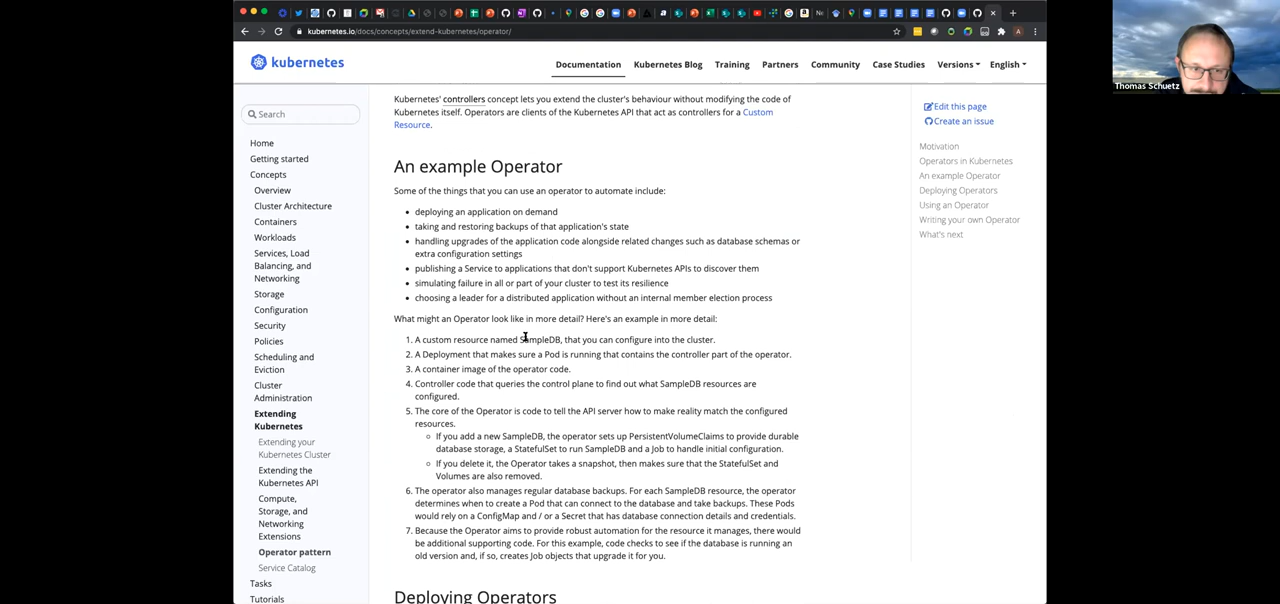 kubernetes.io/docs/concepts/extend-kubernetes/operator/
kubernetes
Documentation
Kubernetes Blog
Training
Partners
Community
Case Studies
Versions
English
Thomas Schuetz
Search
Home
Getting started
Concepts
Overview
Cluster Architecture
Containers
Workloads
Services, Load
Balancing, and
Networking
Storage
Configuration
Security
Policies
Scheduling and
Eviction
Cluster
Administration
Extending
Kubernetes
Extending your
Kubernetes Cluster
Extending the
Kubernetes API
Compute,
Storage, and
Networking
Extensions
Operator pattern
Service Catalog
Tasks
Tutorials
Kubernetes' controllers concept lets you extend the cluster's behaviour without modifying the code of
Kubernetes itself. Operators are clients of the Kubernetes API that act as controllers for a Custom
Resource.
An example Operator
Some of the things that you can use an operator to automate include:
• deploying an application on demand
• taking and restoring backups of that application's state
• handling upgrades of the application code alongside related changes such as database schemas or
extra configuration settings
• publishing a Service to applications that don't support Kubernetes APIs to discover them
• simulating failure in all or part of your cluster to test its resilience
• choosing a leader for a distributed application without an internal member election process
What might an Operator look like in more detail? Here's an example in more detail:
1. A custom resource named SampleDB, that you can configure into the cluster.
2. A Deployment that makes sure a Pod is running that contains the controller part of the operator.
3. A container image of the operator code.
4. Controller code that queries the control plane to find out what SampleDB resources are
configured.
5. The core of the Operator is code to tell the API server how to make reality match the configured
resources.
○ If you add a new SampleDB, the operator sets up PersistentVolumeClaims to provide durable
database storage, a StatefulSet to run SampleDB and a Job to handle initial configuration.
○ If you delete it, the Operator takes a snapshot, then makes sure that the StatefulSet and
Volumes are also removed.
6. The operator also manages regular database backups. For each SampleDB resource, the operator
determines when to create a Pod that can connect to the database and take backups. These Pods
would rely on a ConfigMap and / or a Secret that has database connection details and credentials.
7. Because the Operator aims to provide robust automation for the resource it manages, there would
be additional supporting code. For this example, code checks to see if the database is running an
old version and, if so, creates Job objects that upgrade it for you.
Deploying Operators
Edit this page
Create an issue
Motivation
Operators in Kubernetes
An example Operator
Deploying Operators
Using an Operator
Writing your own Operator
What's next